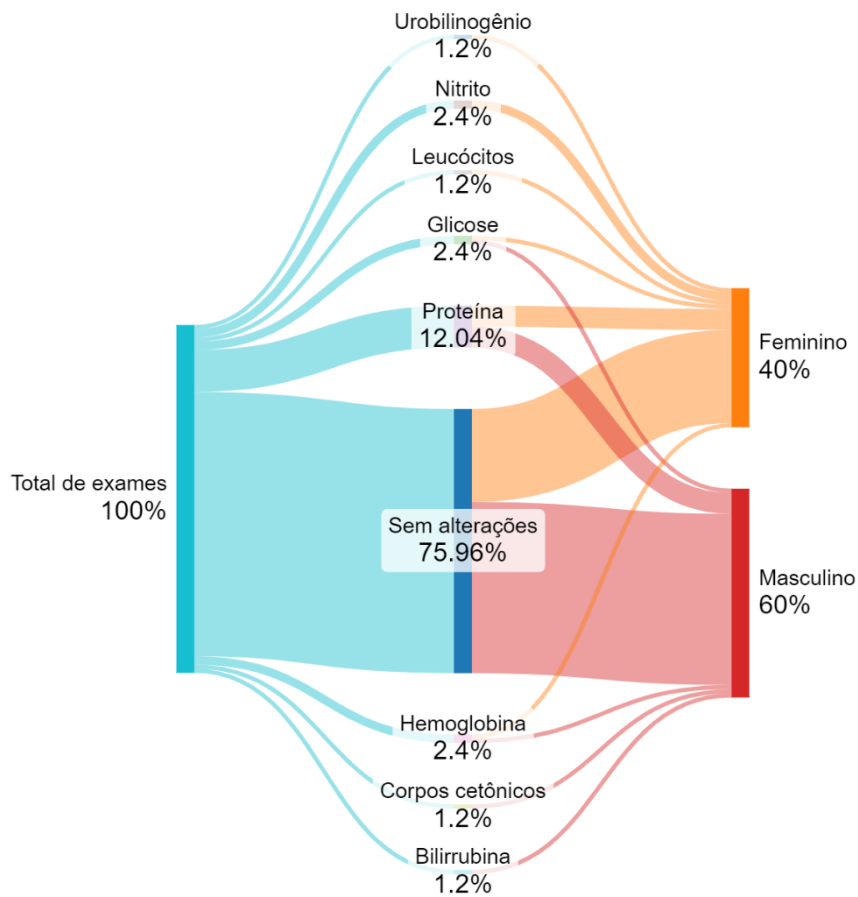 Urobilinogênio
1.2%
Nitrito
2.4%
Leucócitos
1.2%
Glicose
2.4%
Proteína
12.04%
Feminino
40%
Total de exames
100%
Sem alterações
75.96%
Masculino
60%
Hemoglobina
2.4%
Corpos cetônicos
1.2%
Bilirrubina
1.2%